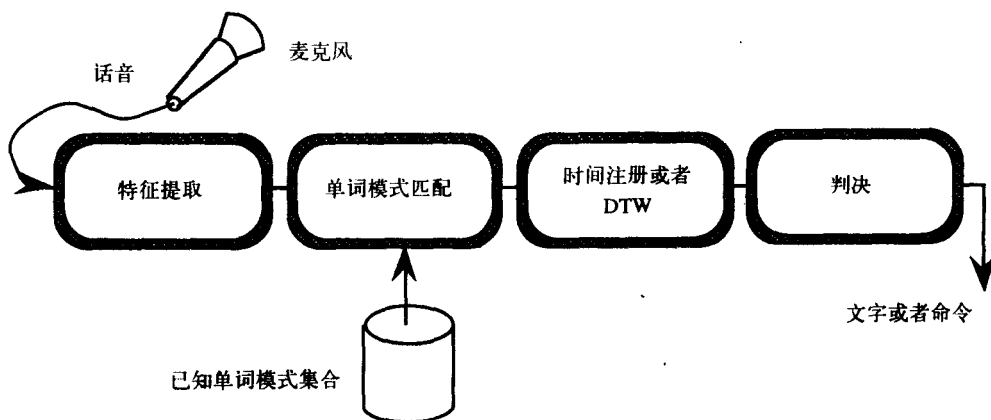 麦克风
话音
特征提取
单词模式匹配
时间注册或者
DTW
判决
文字或者命令
已知单词模式集合